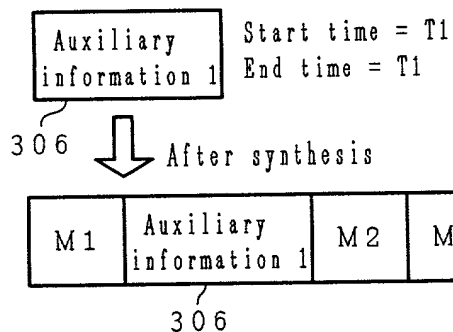 Auxiliary
information 1
Start time = T1
End time = T1
306
After synthesis
M1
Auxiliary
information 1
M2
M
306